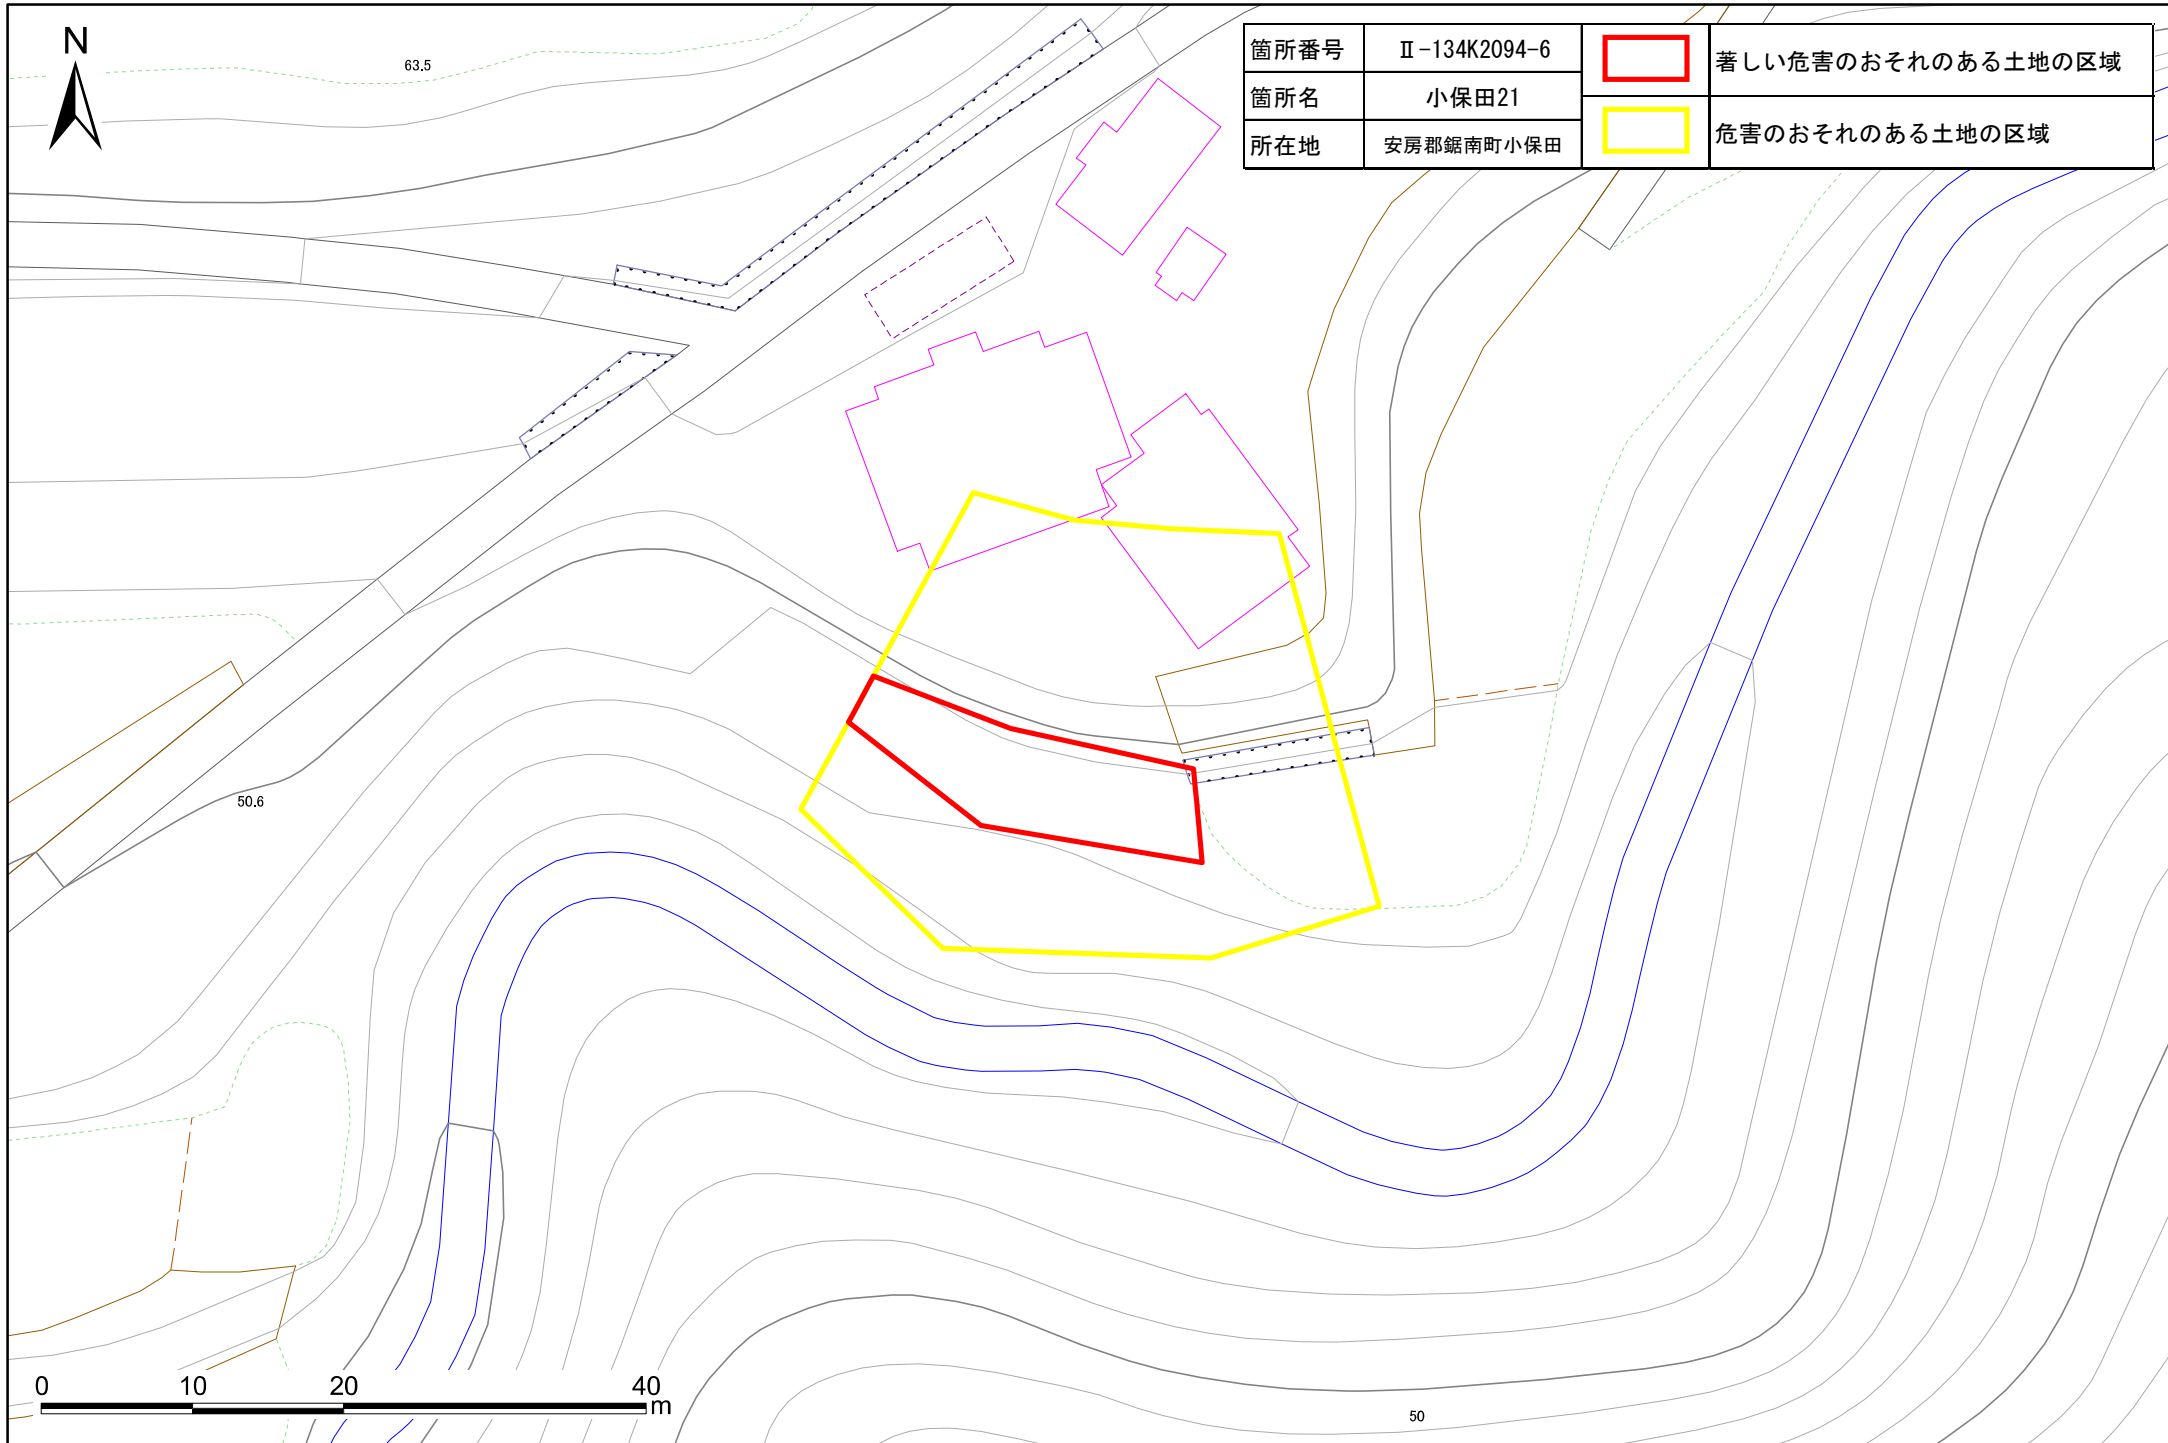 N
63.5
箇所番号 Ⅱ-134K2094-6 著しい危害のおそれのある土地の区域
箇所名 小保田21
危害のおそれのある土地の区域
所在地 安房郡鋸南町小保田
50.6
0 10 20 40 m
50